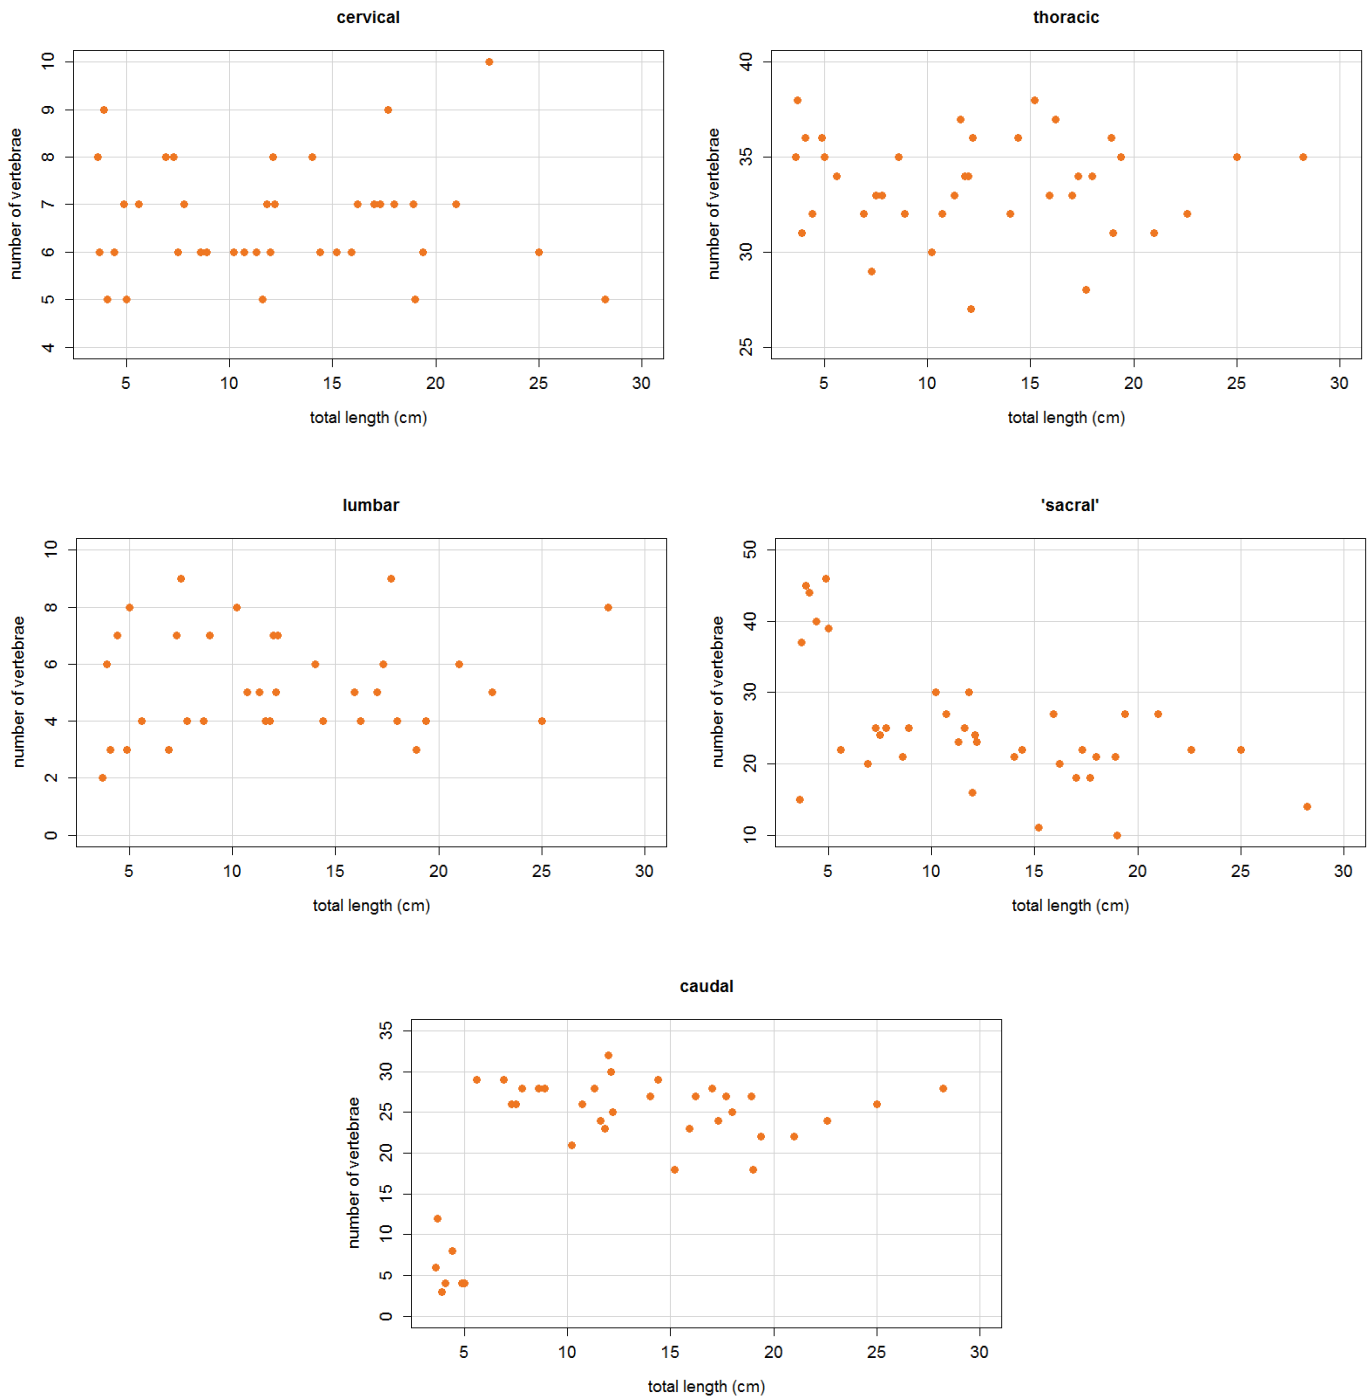 cervical
number of vertebrae
10
9
8
7
6
5
4
5 10 15 20 25 30
total length (cm)
thoracic
number of vertebrae
40
35
30
25
5 10 15 20 25 30
total length (cm)
lumbar
number of vertebrae
10
8
6
4
2
0
5 10 15 20 25 30
total length (cm)
'sacral'
number of vertebrae
50
40
30
20
10
5 10 15 20 25 30
total length (cm)
caudal
number of vertebrae
35
30
25
20
15
10
5
0
5 10 15 20 25 30
total length (cm)